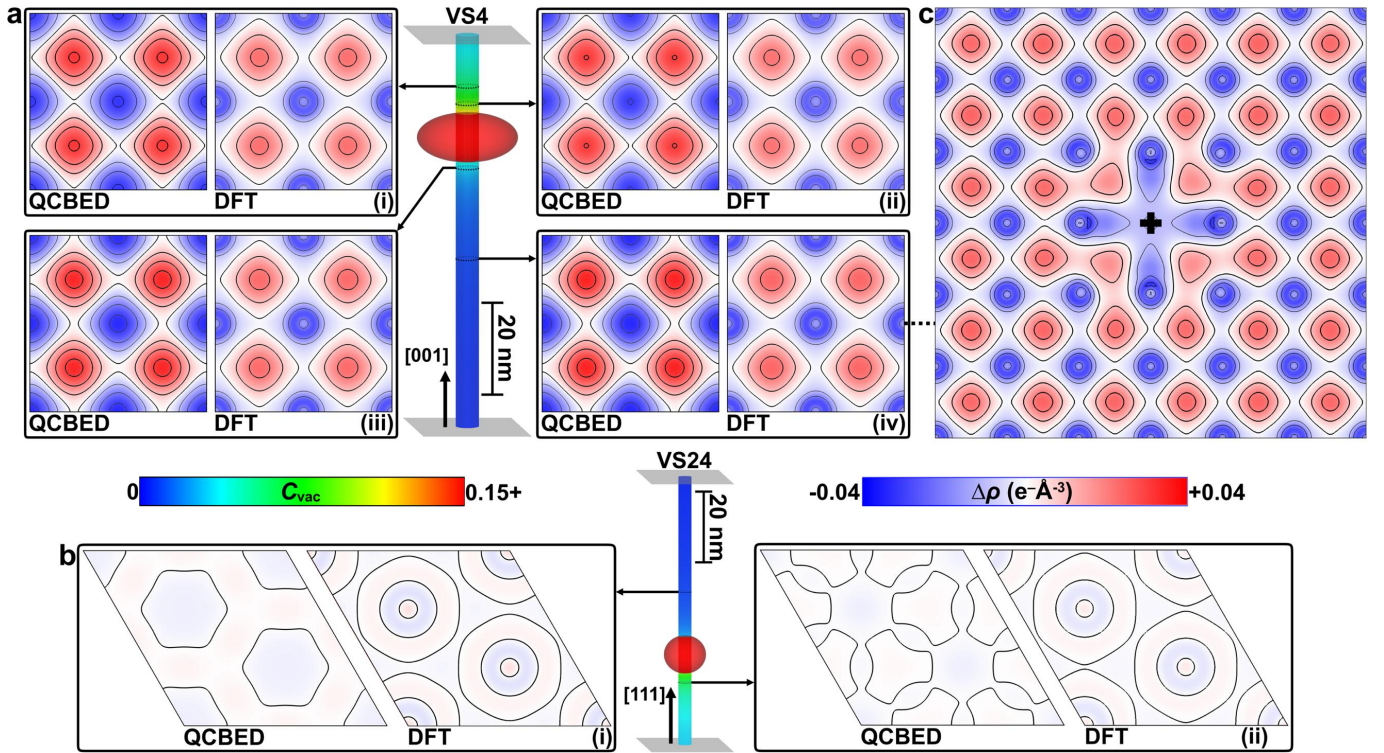 a
VS4
c
QCBED
DFT
(i)
QCBED
DFT
(ii)
[001]
20 nm
QCBED
DFT
(iii)
QCBED
DFT
(iv)
0
Cvac
0.15+
VS24
20 nm
-0.04
Δρ (e⁻Å⁻³)
+0.04
b
[111]
QCBED
DFT
(i)
QCBED
DFT
(ii)